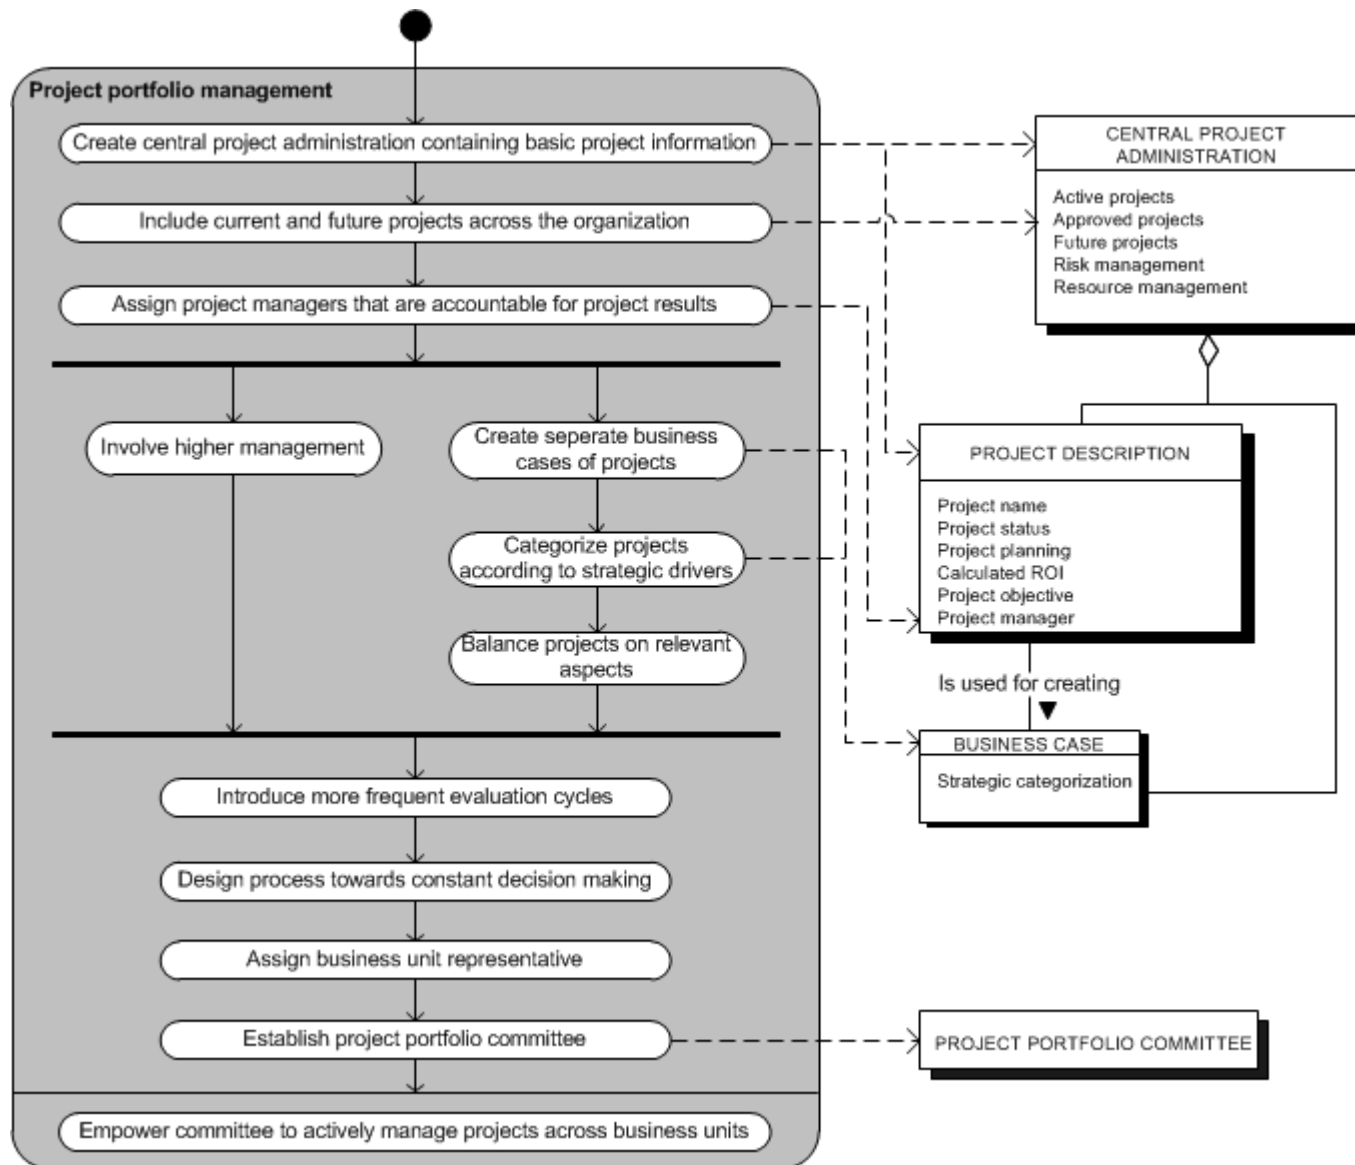 Project portfolio management
Create central project administration containing basic project information
Include current and future projects across the organization
Assign project managers that are accountable for project results
Involve higher management
Create seperate business
cases of projects
Categorize projects
according to strategic drivers
Balance projects on relevant
aspects
Introduce more frequent evaluation cycles
Design process towards constant decision making
Assign business unit representative
Establish project portfolio committee
Empower committee to actively manage projects across business units
CENTRAL PROJECT
ADMINISTRATION
Active projects
Approved projects
Future projects
Risk management
Resource management
PROJECT DESCRIPTION
Project name
Project status
Project planning
Calculated ROI
Project objective
Project manager
Is used for creating
BUSINESS CASE
Strategic categorization
PROJECT PORTFOLIO COMMITTEE